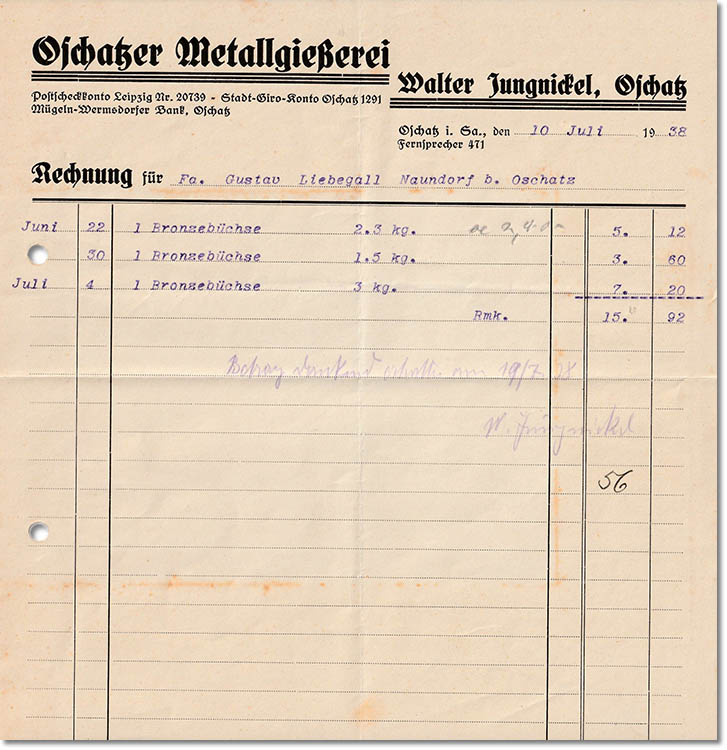 Oschatzer Metallgießerei
Walter Jungnickel, Oschatz
Postscheckkonto Leipzig Nr. 20739 - Stadt-Giro-Konto Oschatz 1291
Mügeln-Wermsdorfer Bank, Oschatz
Oschatz i. Sa., den 10 Juli 1938
Fernsprecher 471
Rechnung für Fa. Gustav Liebegall Naundorf b. Oschatz
Juni 22 1 Bronzebüchse 2.3 kg. 5. 12
30 1 Bronzebüchse 1.5 kg. 3. 60
Juli 4 1 Bronzebüchse 3 kg. 7. 20
Rmk. 15. 92
Betrag dankend erhalten am 19/7 38
W. Jungnickel
56